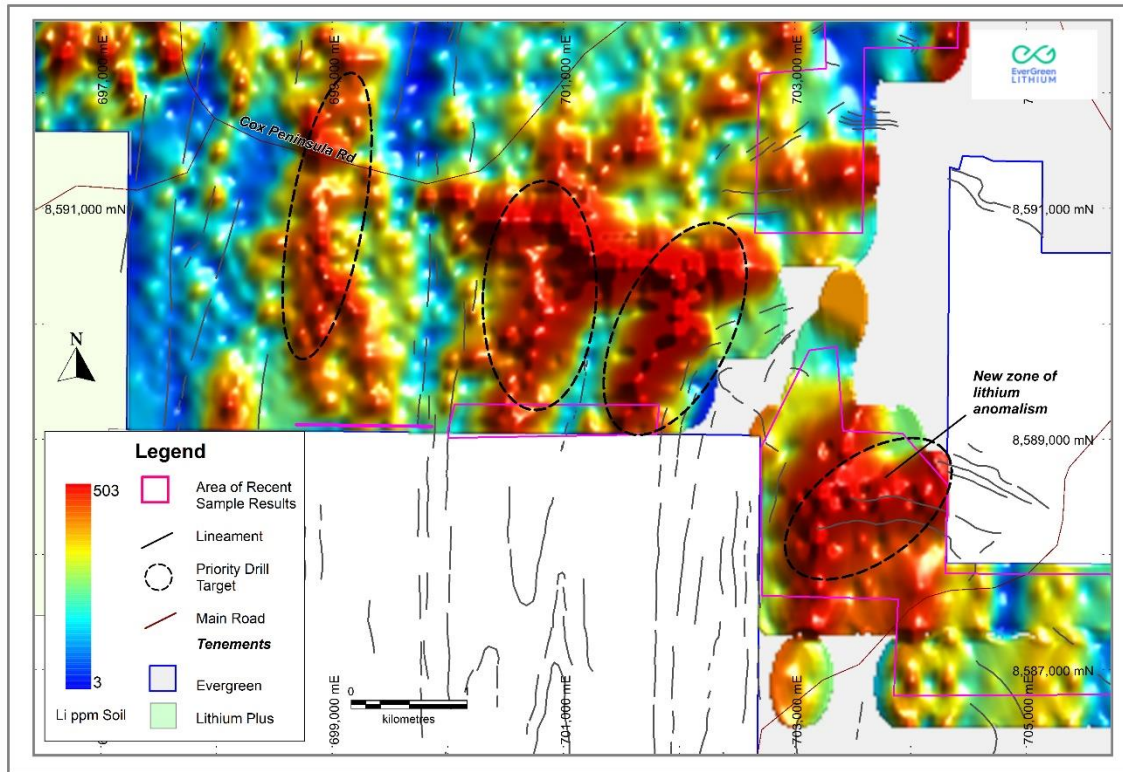 697,000 mE
699,000 mE
701,000 mE
703,000 mE
EverGreen
LITHIUM
Cox Peninsula Rd
8,591,000 mN
8,591,000 mN
N
New zone of
lithium
anomalism
8,589,000 mN
Legend
503
3
Li ppm Soil
Area of Recent
Sample Results
Lineament
Priority Drill
Target
Main Road
Tenements
Evergreen
Lithium Plus
0
kilometres
8,587,000 mN
699,000 mE
701,000 mE
703,000 mE
705,000 mE